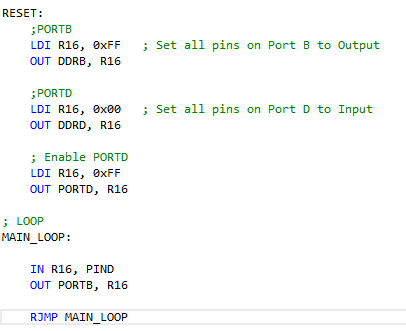 RESET:
;PORTB
LDI R16, 0xFF ; Set all pins on Port B to Output
OUT DDRB, R16
;PORTD
LDI R16, 0x00 ; Set all pins on Port D to Input
OUT DDRD, R16
; Enable PORTD
LDI R16, 0xFF
OUT PORTD, R16
; LOOP
MAIN_LOOP:
IN R16, PIND
OUT PORTB, R16
RJMP MAIN_LOOP